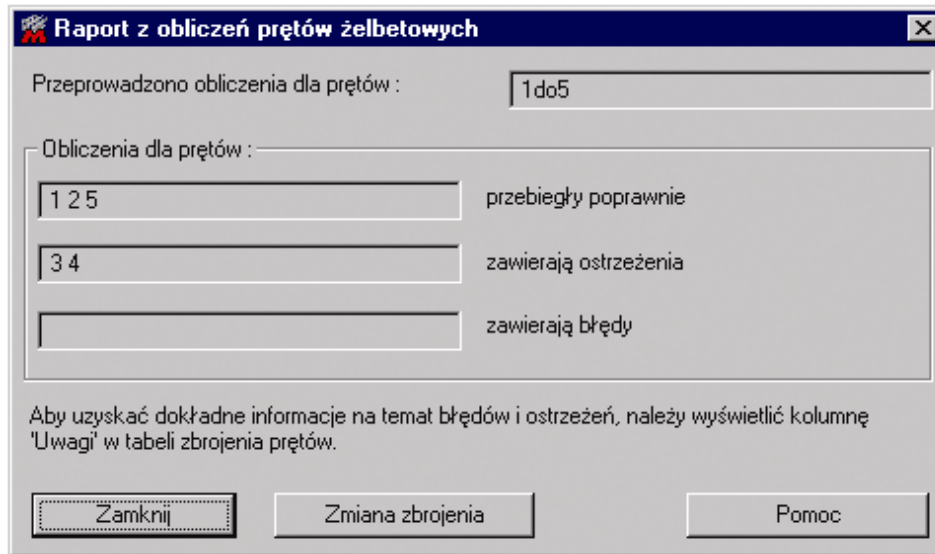 Raport z obliczeń prętów żelbetowych
Przeprowadzono obliczenia dla prętów : 1do5
Obliczenia dla prętów :
1 2 5 przebiegły poprawnie
3 4 zawierają ostrzeżenia
zawierają błędy
Aby uzyskać dokładne informacje na temat błędów i ostrzeżeń, należy wyświetlić kolumnę
'Uwagi' w tabeli zbrojenia prętów.
Zamknij Zmiana zbrojenia Pomoc